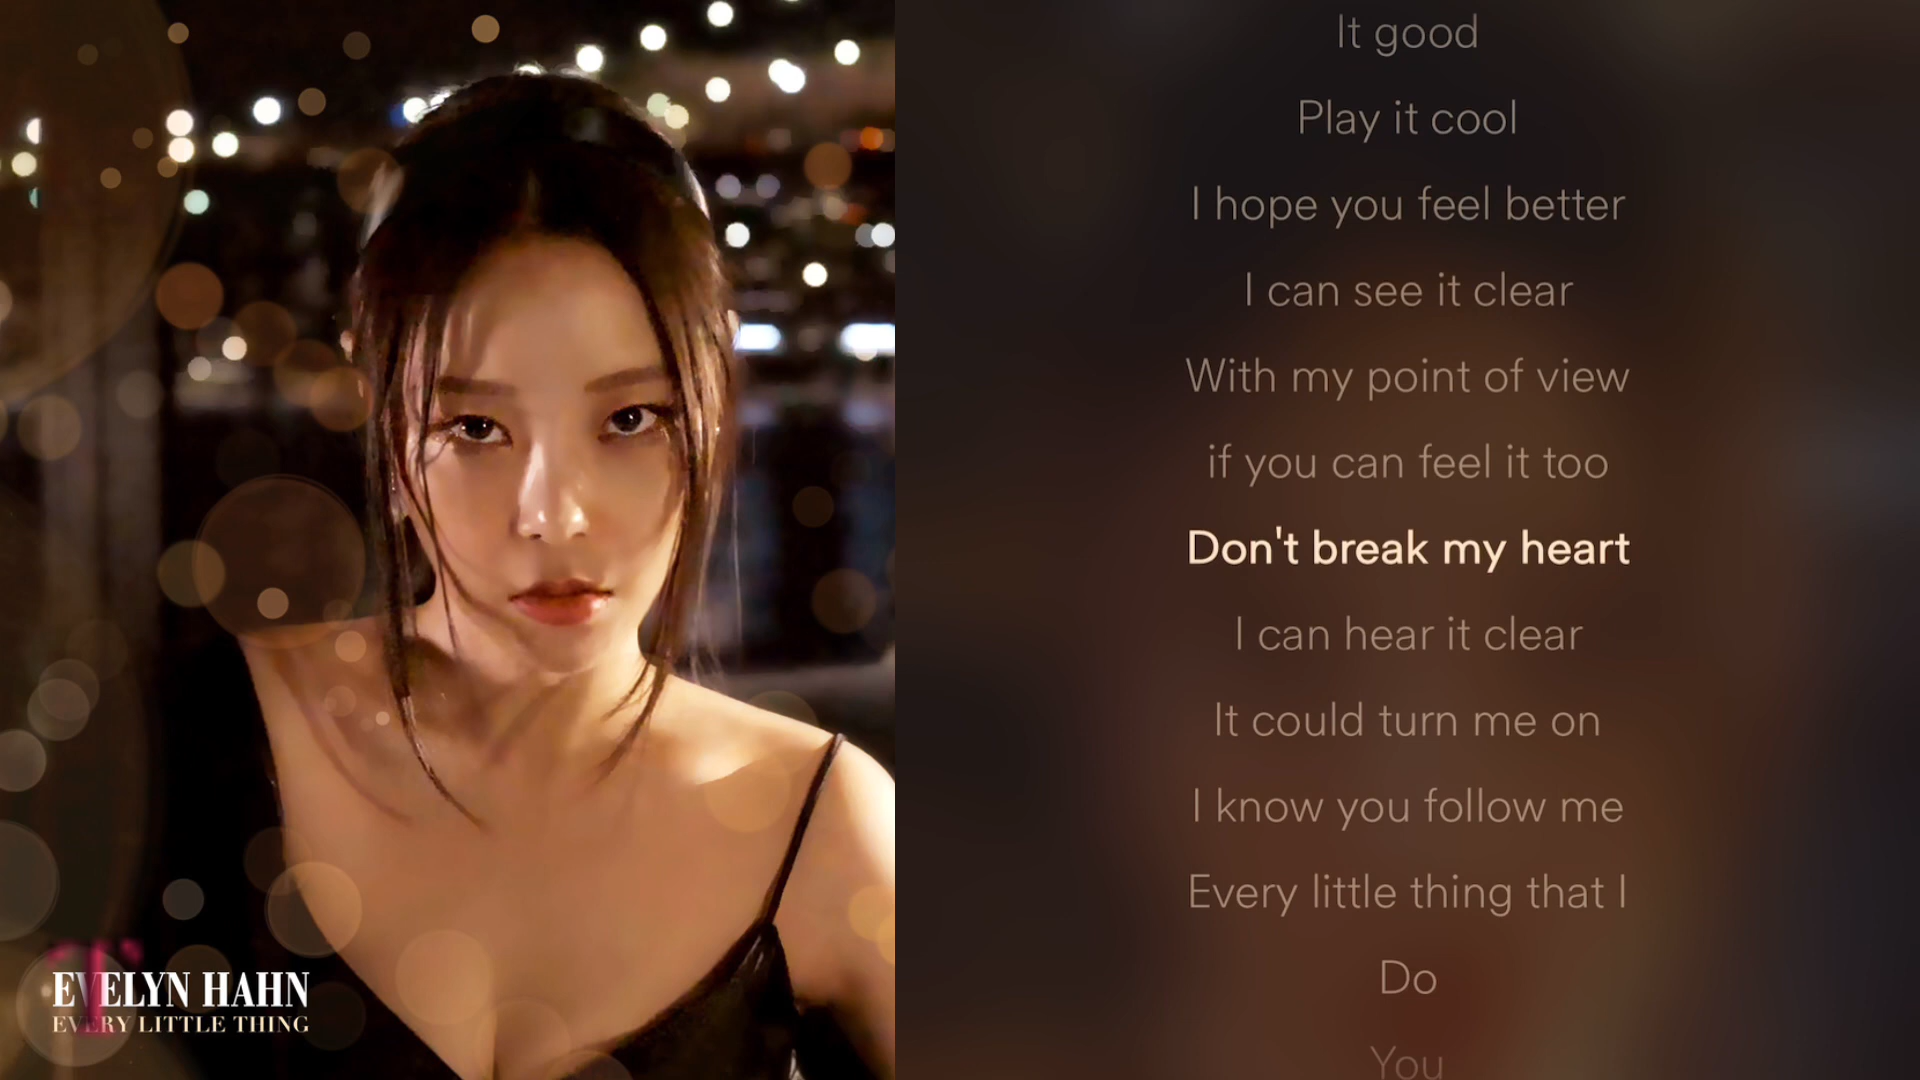 EVELYN HAHN
EVERY LITTLE THING
It good
Play it cool
I hope you feel better
I can see it clear
With my point of view
if you can feel it too
Don't break my heart
I can hear it clear
It could turn me on
I know you follow me
Every little thing that I
Do
You